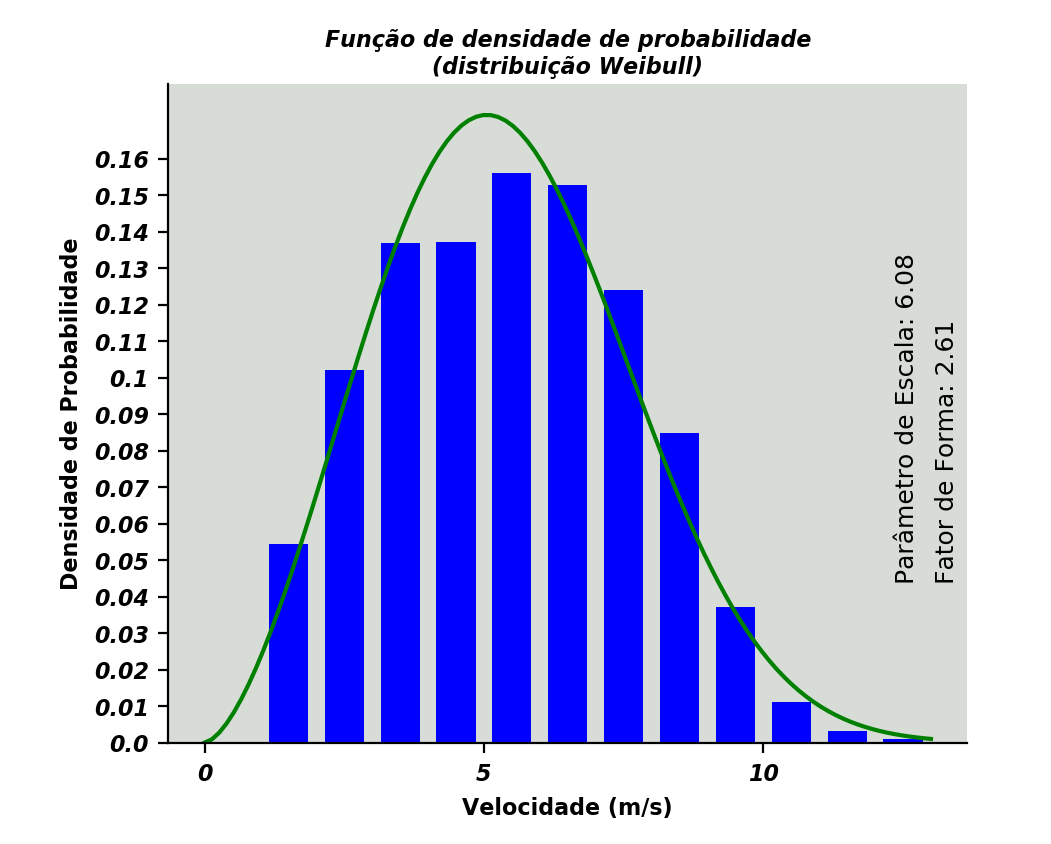 Função de densidade de probabilidade
(distribuição Weibull)
Densidade de Probabilidade
0.16
0.15
0.14
0.13
0.12
0.11
0.1
0.09
0.08
0.07
0.06
0.05
0.04
0.03
0.02
0.01
0.0
Parâmetro de Escala: 6.08
Fator de Forma: 2.61
0 5 10
Velocidade (m/s)